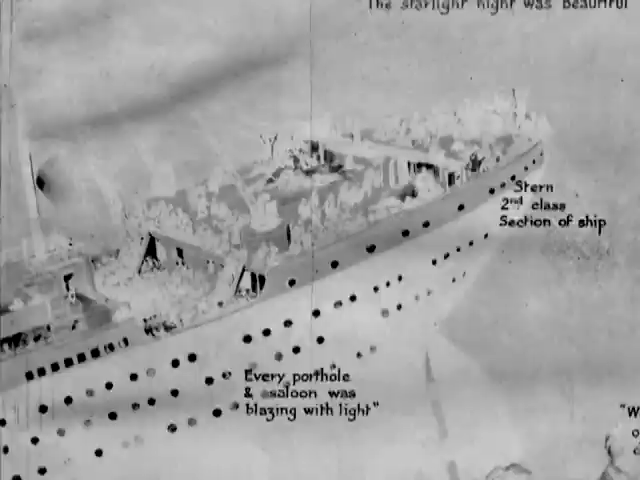 The starlight night was beautiful
Stern
2nd class
Section of ship
Every porthole
& saloon was
blazing with light"
"W